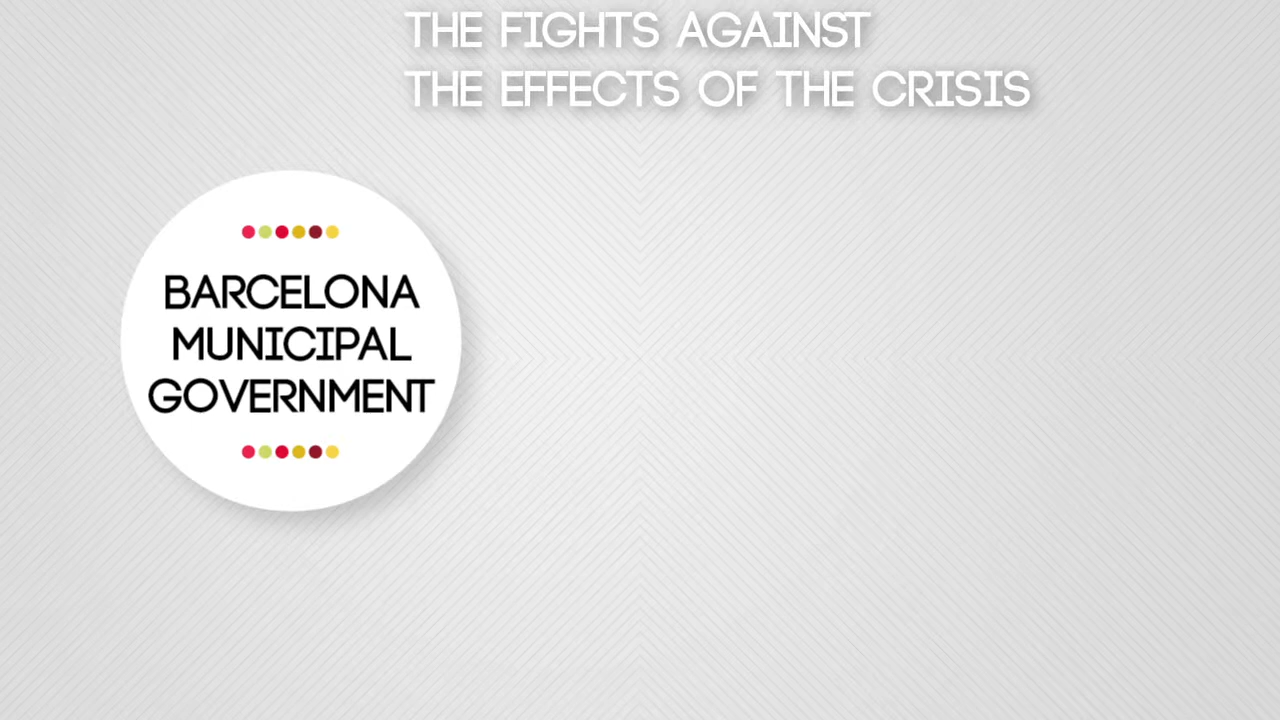 THE FIGHTS AGAINST
THE EFFECTS OF THE CRISIS
BARCELONA
MUNICIPAL
GOVERNMENT